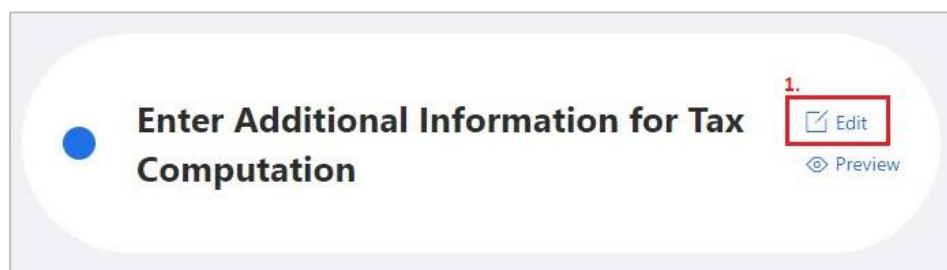 1.
Enter Additional Information for Tax
Computation
Edit
Preview